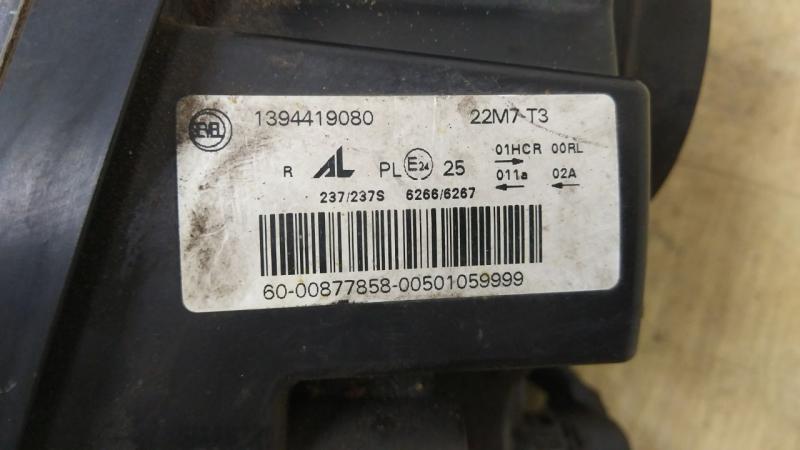 SEVEL 1394419080 22M7-T3
R AL PL E24 25 01HCR 00RL
011a 02A
237/237S 6266/6267
60-00877858-00501059999